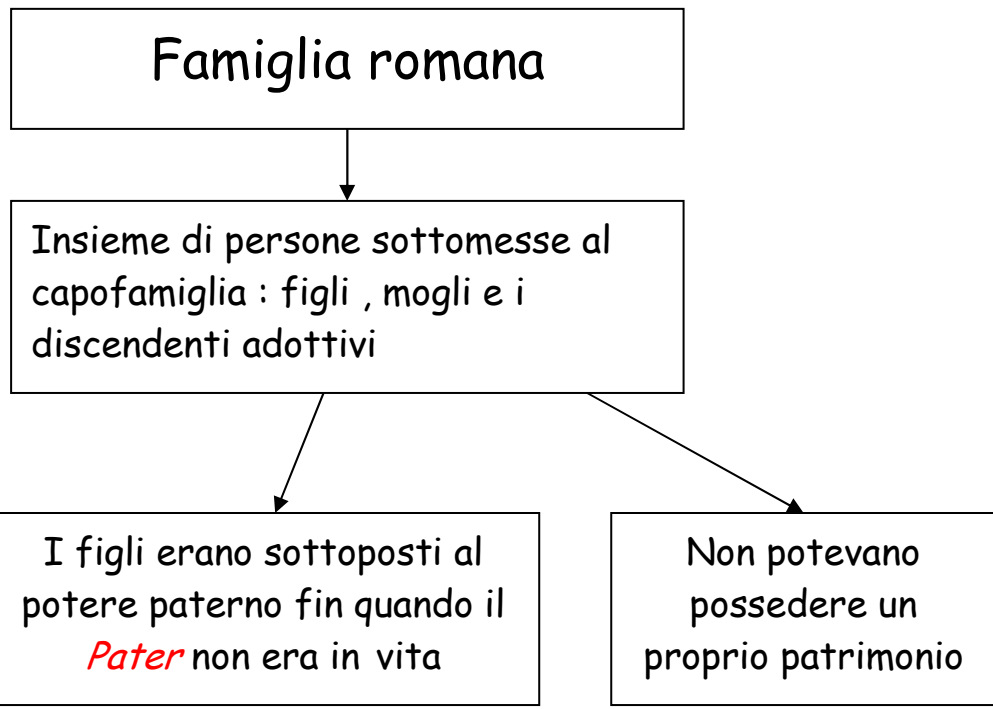 Famiglia romana
Insieme di persone sottomesse al
capofamiglia : figli , mogli e i
discendenti adottivi
I figli erano sottoposti al
potere paterno fin quando il
Pater non era in vita
Non potevano
possedere un
proprio patrimonio